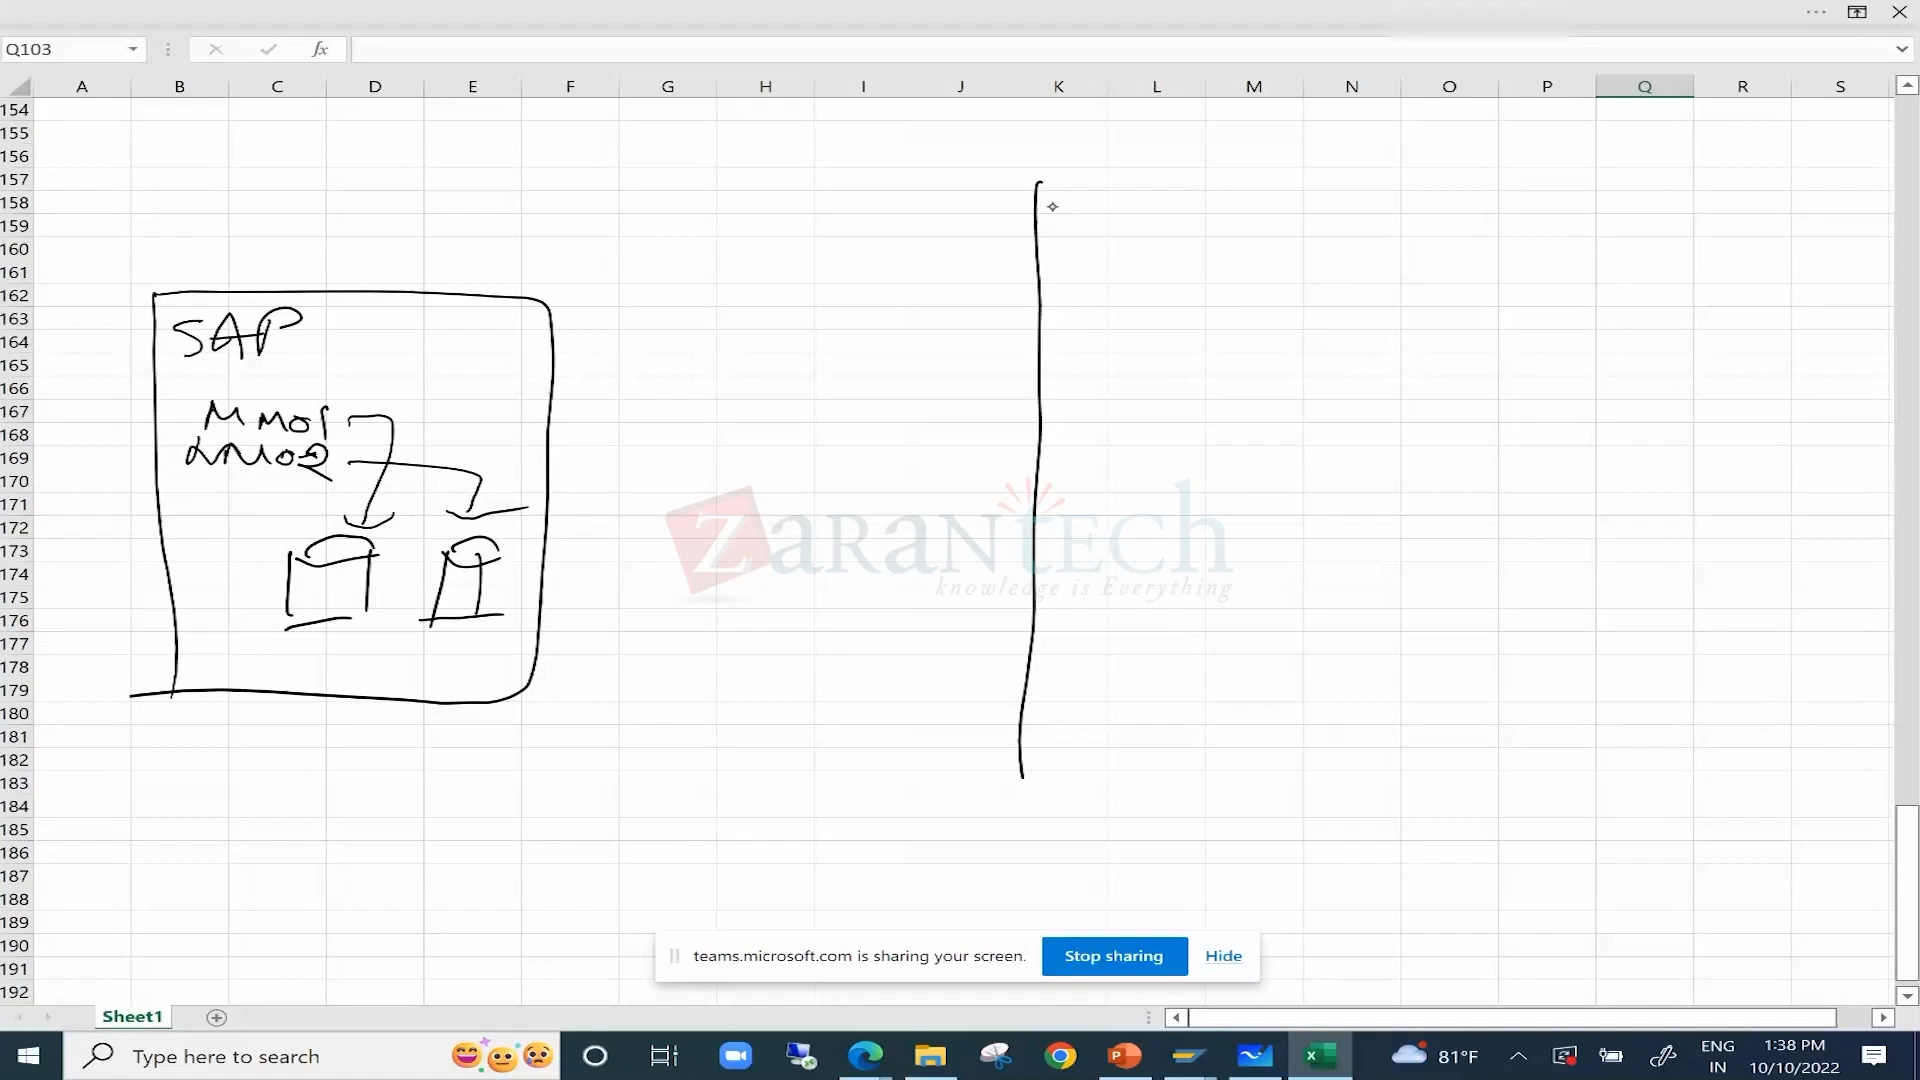 Q103
fx
A B C D E F G H I J K L M N O P Q R S
154
155
156
157
158
159
160
161
162
163
164
165
166
167
168
169
170
171
172
173
174
175
176
177
178
179
180
181
182
183
184
185
186
187
188
189
190
191
192
SAP
MM01
ZARANTECH
knowledge is Everything
teams.microsoft.com is sharing your screen. Stop sharing Hide
Sheet1
Type here to search
81°F
ENG
IN
1:38 PM
10/10/2022